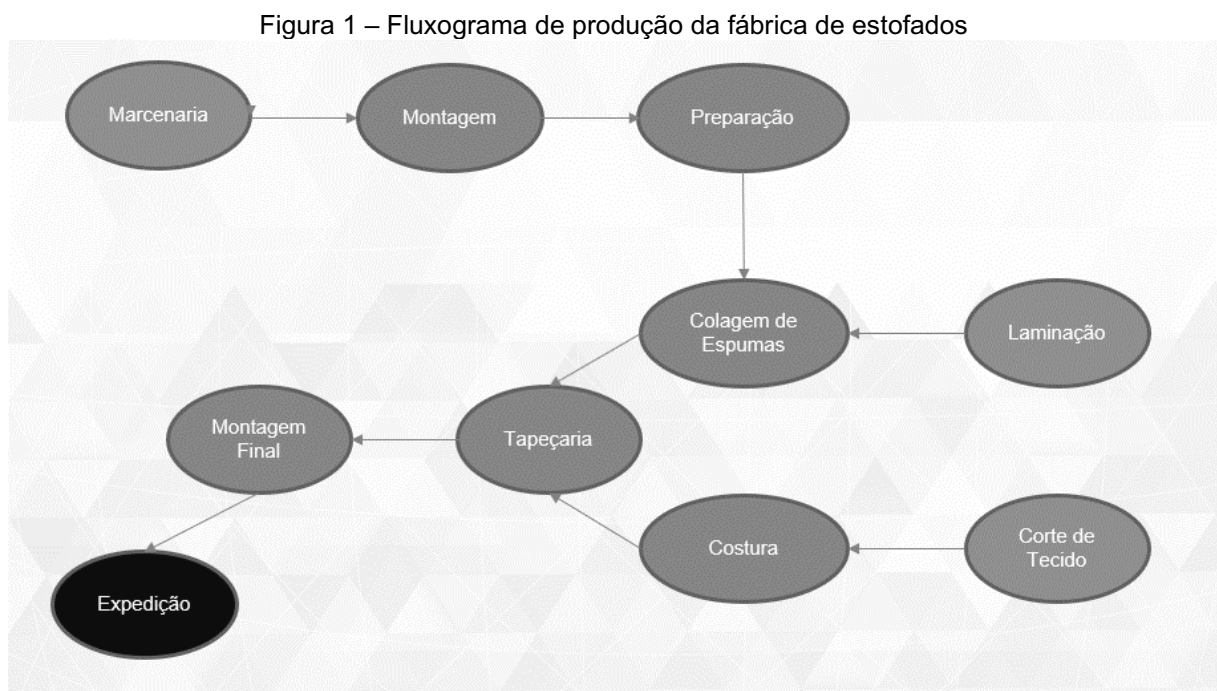 Figura 1 – Fluxograma de produção da fábrica de estofados
Marcenaria
Montagem
Preparação
Colagem de
Espumas
Laminação
Montagem
Final
Tapeçaria
Costura
Corte de
Tecido
Expedição